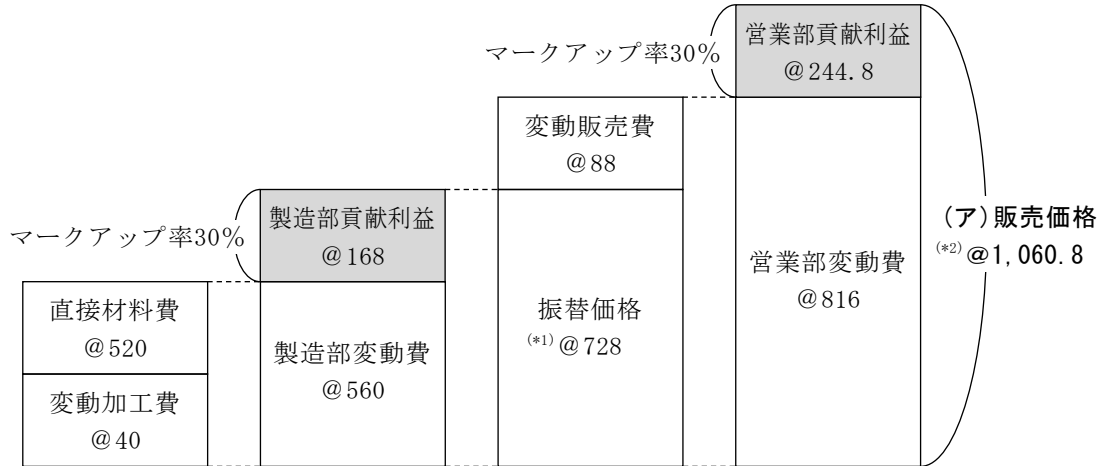 マークアップ率30%
営業部貢献利益
@244.8
変動販売費
@88
マークアップ率30%
製造部貢献利益
@168
(ア)販売価格
(*2)@1,060.8
営業部変動費
@816
直接材料費
@520
振替価格
(*1)@728
製造部変動費
@560
変動加工費
@40